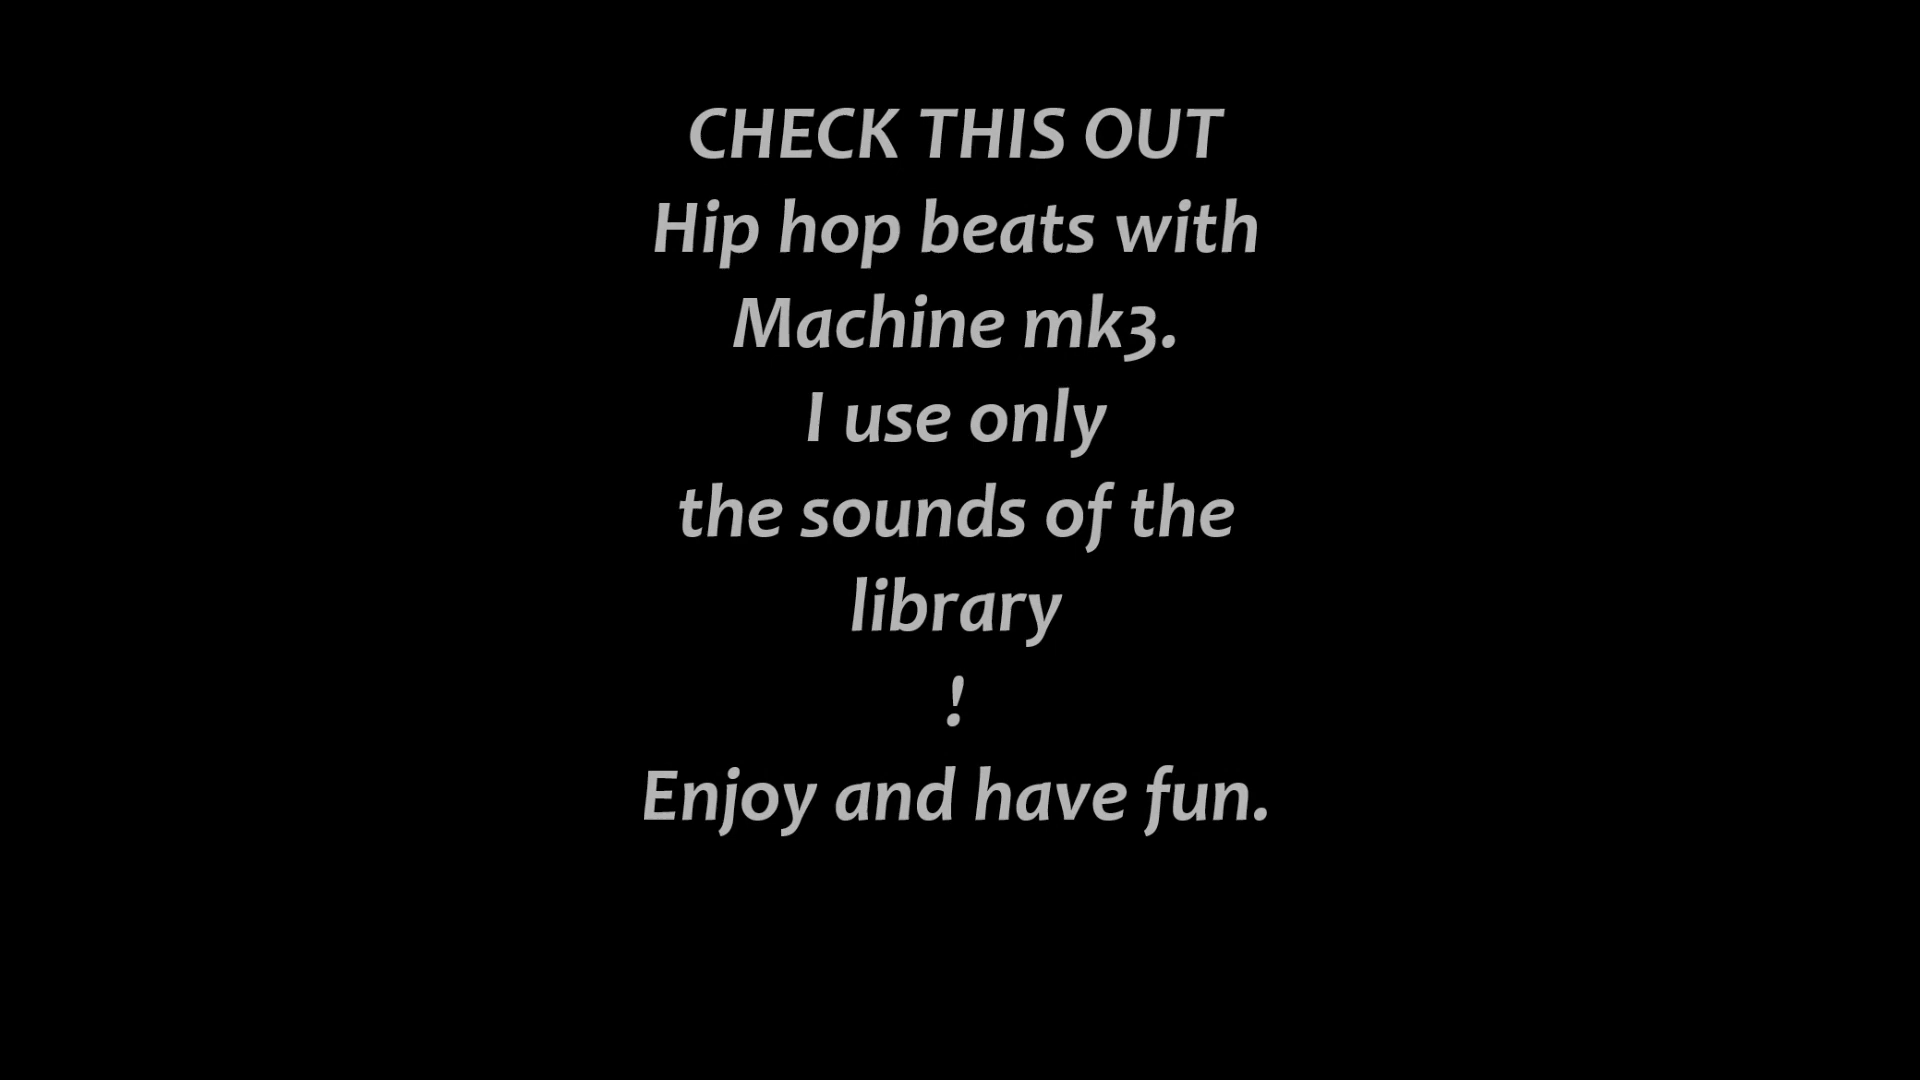 CHECK THIS OUT
Hip hop beats with
Machine mk3.
I use only
the sounds of the
library
!
Enjoy and have fun.